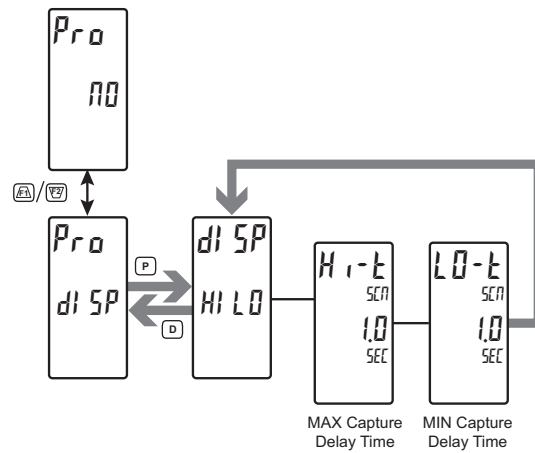 Pro
NO
F1/F2
Pro
dISP
P
D
dISP
HILO
Hi-t
SCN
1.0
SEC
LO-t
SCN
1.0
SEC
MAX Capture
Delay Time
MIN Capture
Delay Time